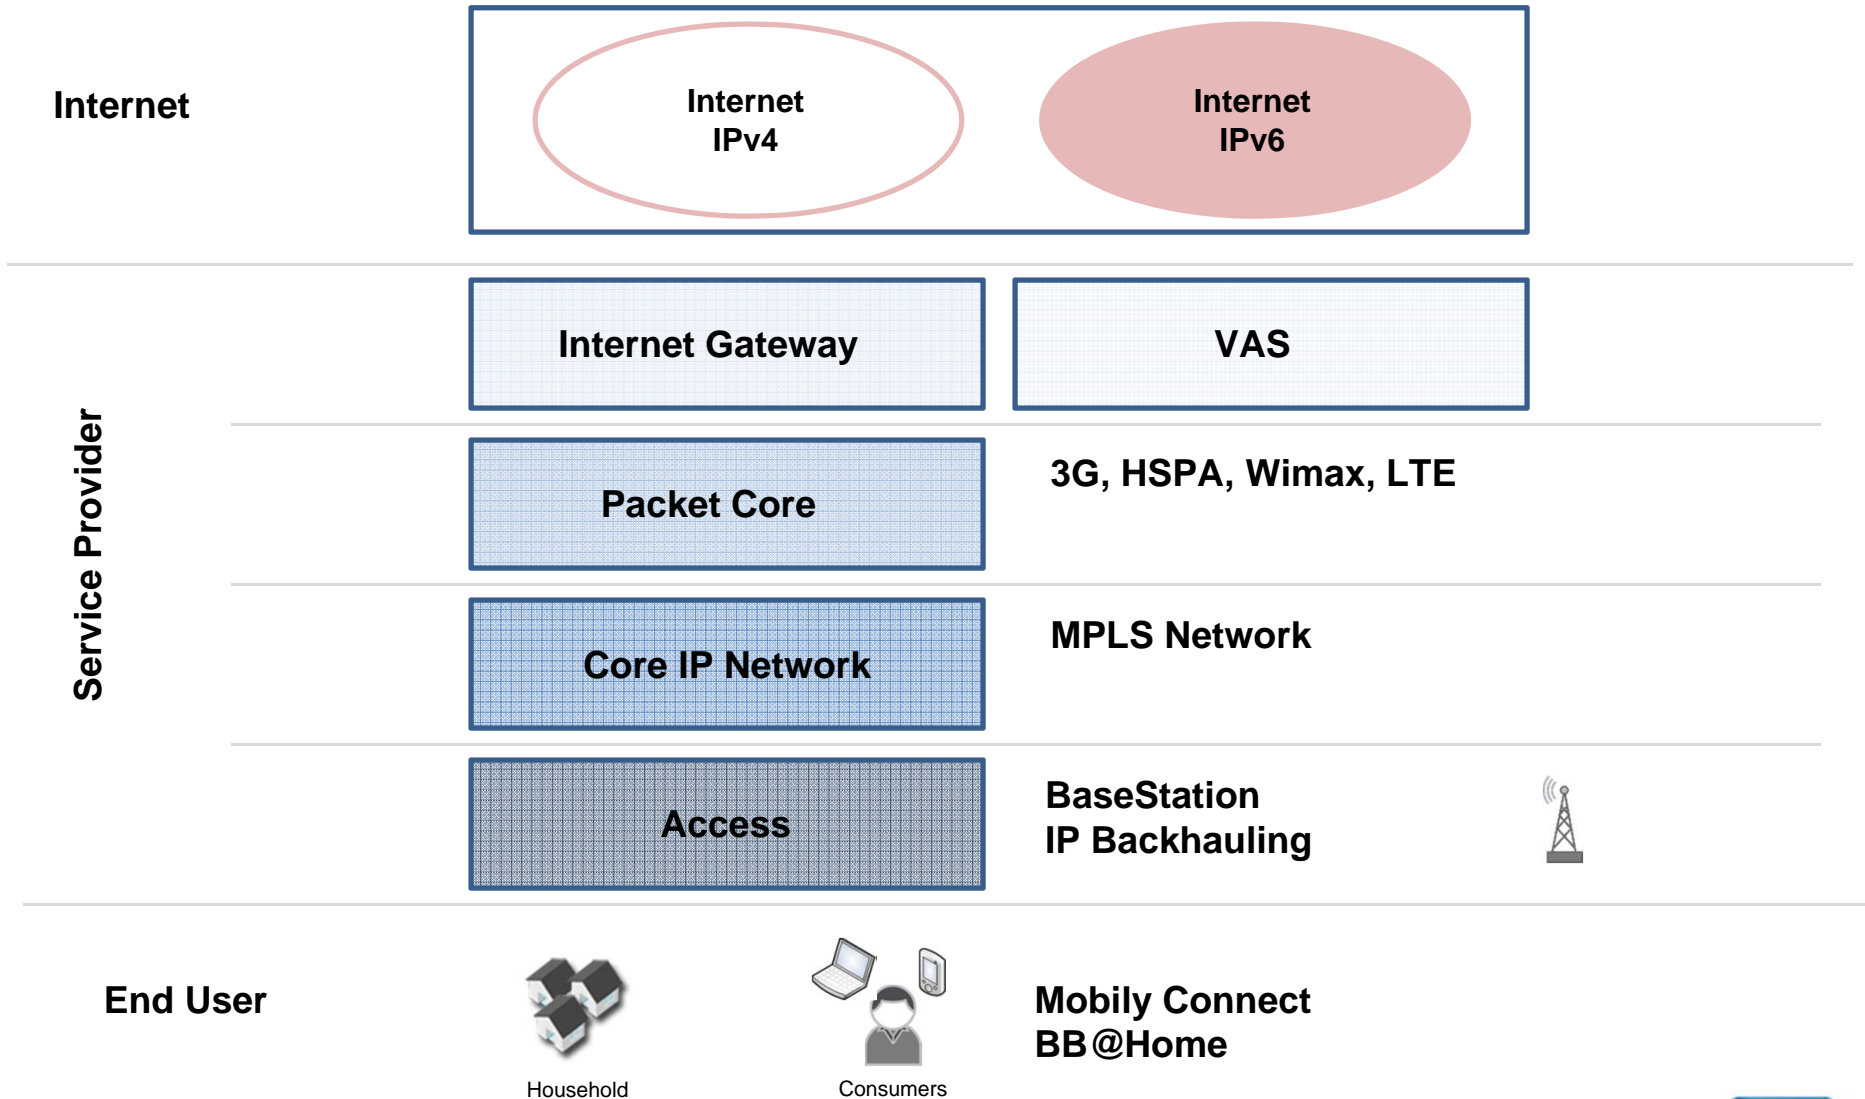 Internet
Internet
IPv4
Internet
IPv6
Service Provider
Internet Gateway
VAS
Packet Core
3G, HSPA, Wimax, LTE
Core IP Network
MPLS Network
Access
BaseStation
IP Backhauling
End User
Household
Consumers
Mobily Connect
BB@Home